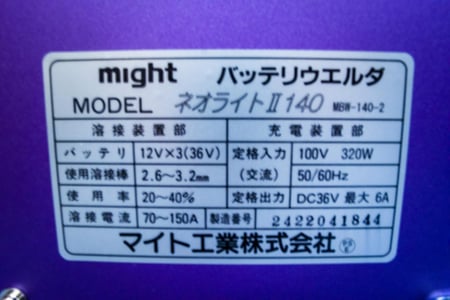 might バッテリウエルダ
MODEL ネオライトⅡ140 MBW-140-2
溶接装置部 充電装置部
バッテリ 12V×3(36V) 定格入力 100V 320W
使用溶接棒 2.6~3.2mm (交流) 50/60Hz
使用率 20~40% 定格出力 DC36V 最大 6A
溶接電流 70~150A 製造番号 2422041844
マイト工業株式会社